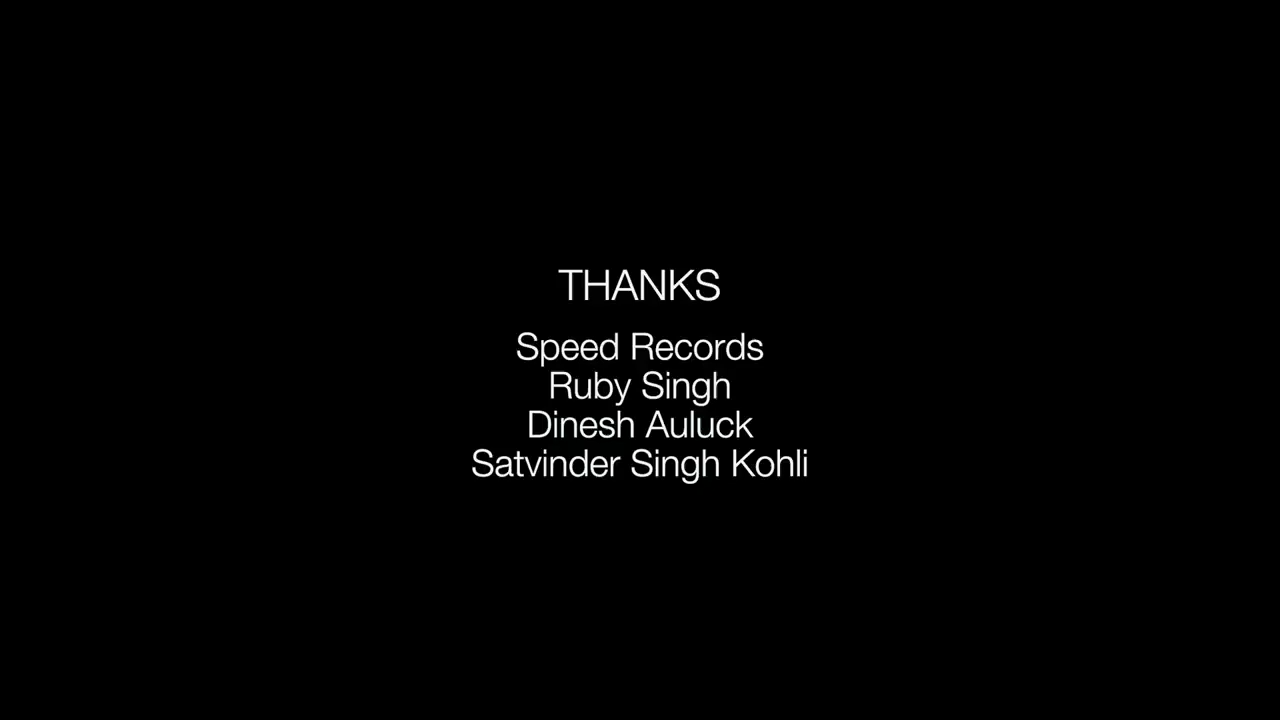 THANKS
Speed Records
Ruby Singh
Dinesh Auluck
Satvinder Singh Kohli